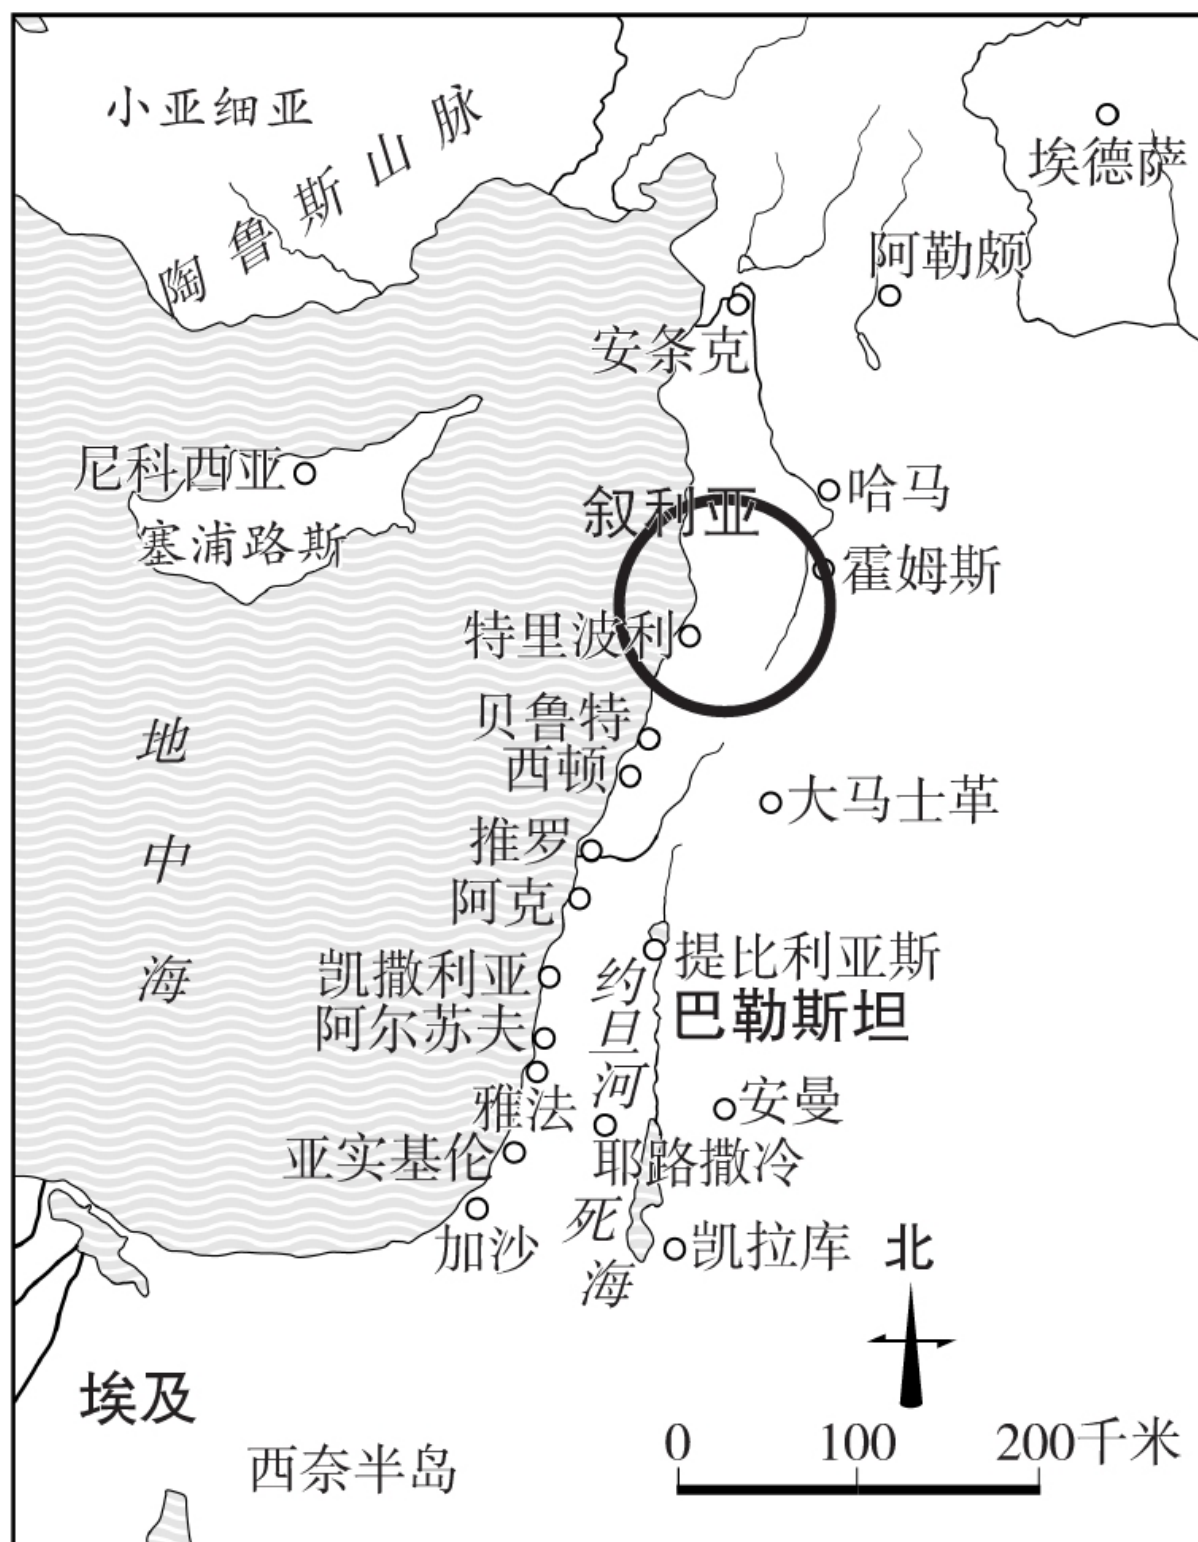 小亚细亚
陶鲁斯山脉
埃德萨
阿勒颇
安条克
尼科西亚
塞浦路斯
哈马
叙利亚
霍姆斯
特里波利
贝鲁特
西顿
大马士革
推罗
阿克
地中海
提比利亚斯
凯撒利亚
约旦河
巴勒斯坦
阿尔苏夫
雅法
安曼
亚实基伦
耶路撒冷
加沙
死海
凯拉库
北
埃及
西奈半岛
0 100 200千米